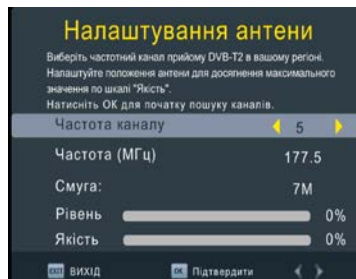 Налаштування антени
Виберіть частотний канал прийому DVB-T2 в вашому регіоні.
Налаштуйте положення антени для досягнення максимального
значення по шкалі "Якість".
Натисніть ОК для початку пошуку каналів.
Частота каналу 5
Частота (МГц) 177.5
Смуга: 7M
Рівень 0%
Якість 0%
EXIT ВИХІД OK Підтвердити